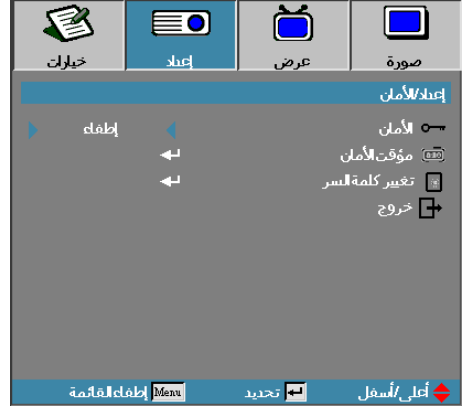 صورة عرض إعداد خيارات
إعداد/الأمان
الأمان إطفاء
مؤقت الأمان
تغيير كلمة السر
خروج
أعلى/أسفل تحديد Menu إطفاء القائمة